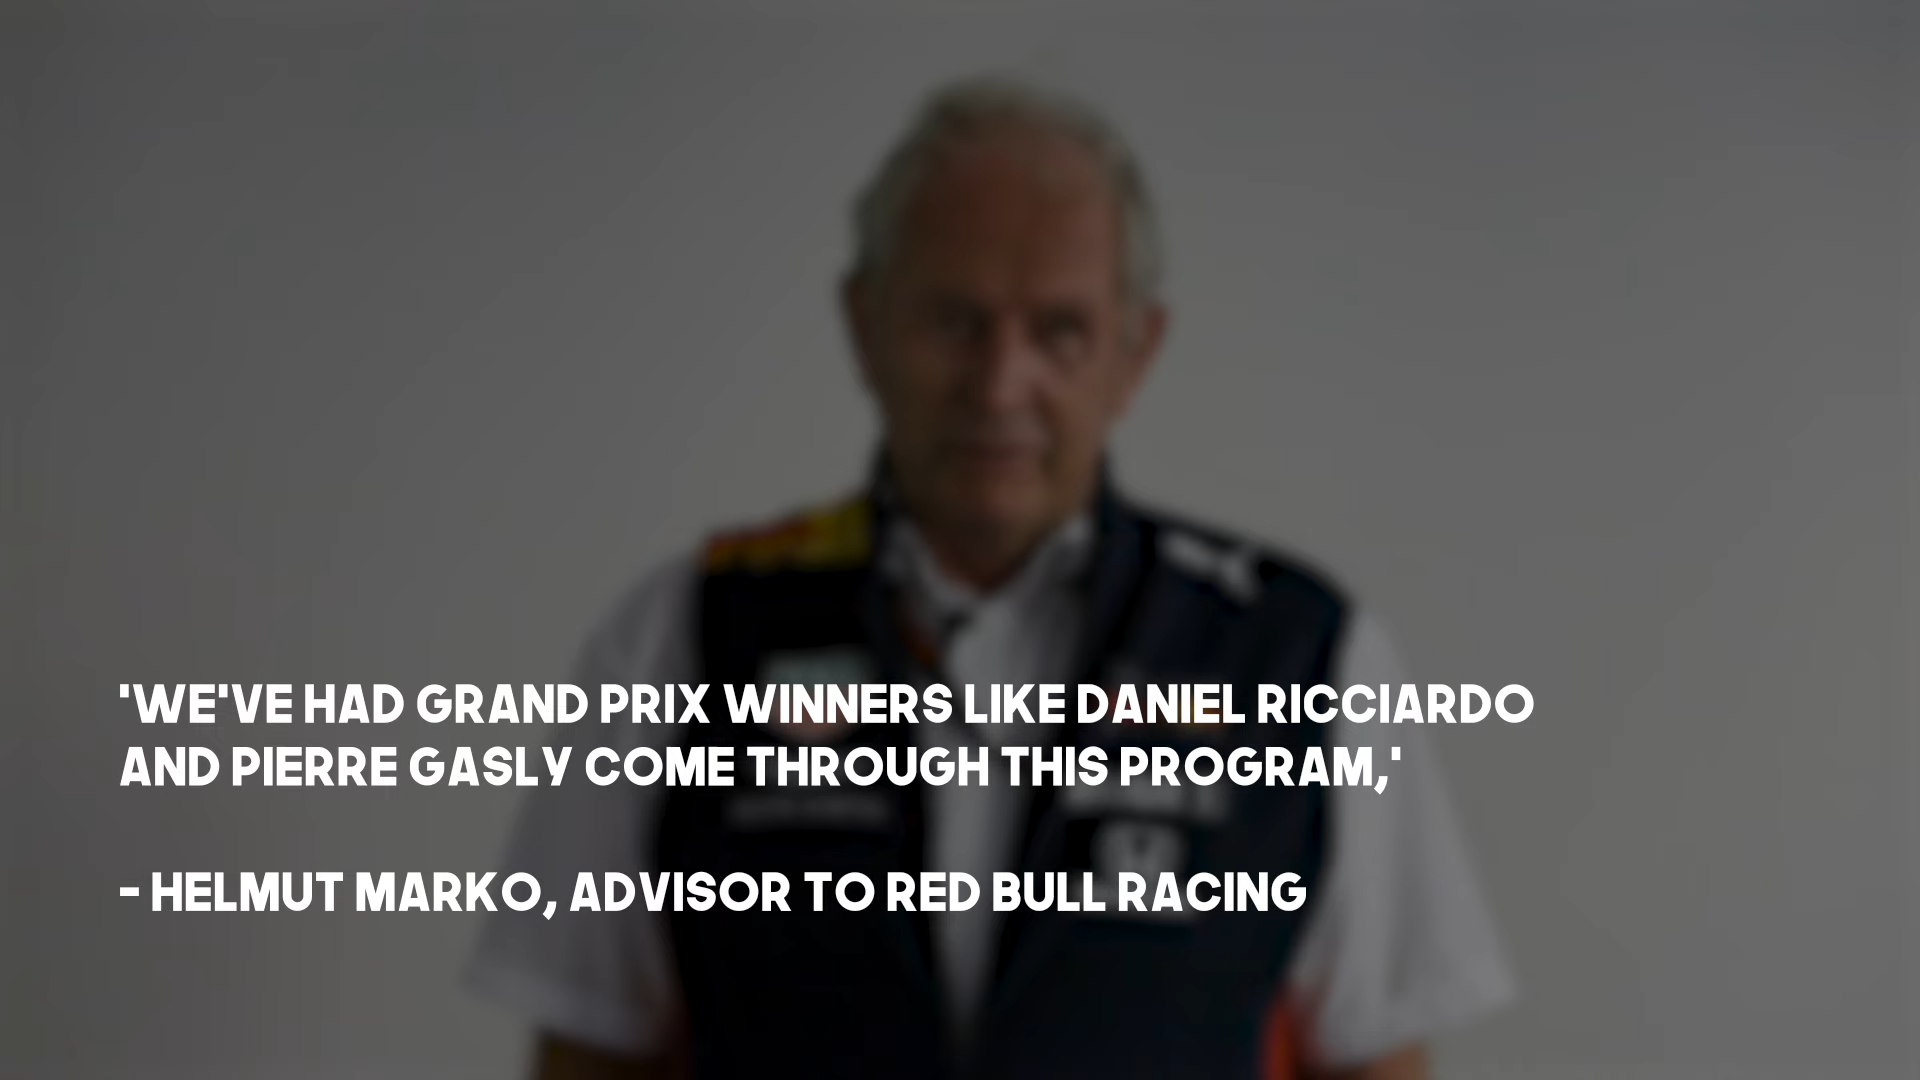 'WE'VE HAD GRAND PRIX WINNERS LIKE DANIEL RICCIARDO
AND PIERRE GASLY COME THROUGH THIS PROGRAM,'
- HELMUT MARKO, ADVISOR TO RED BULL RACING